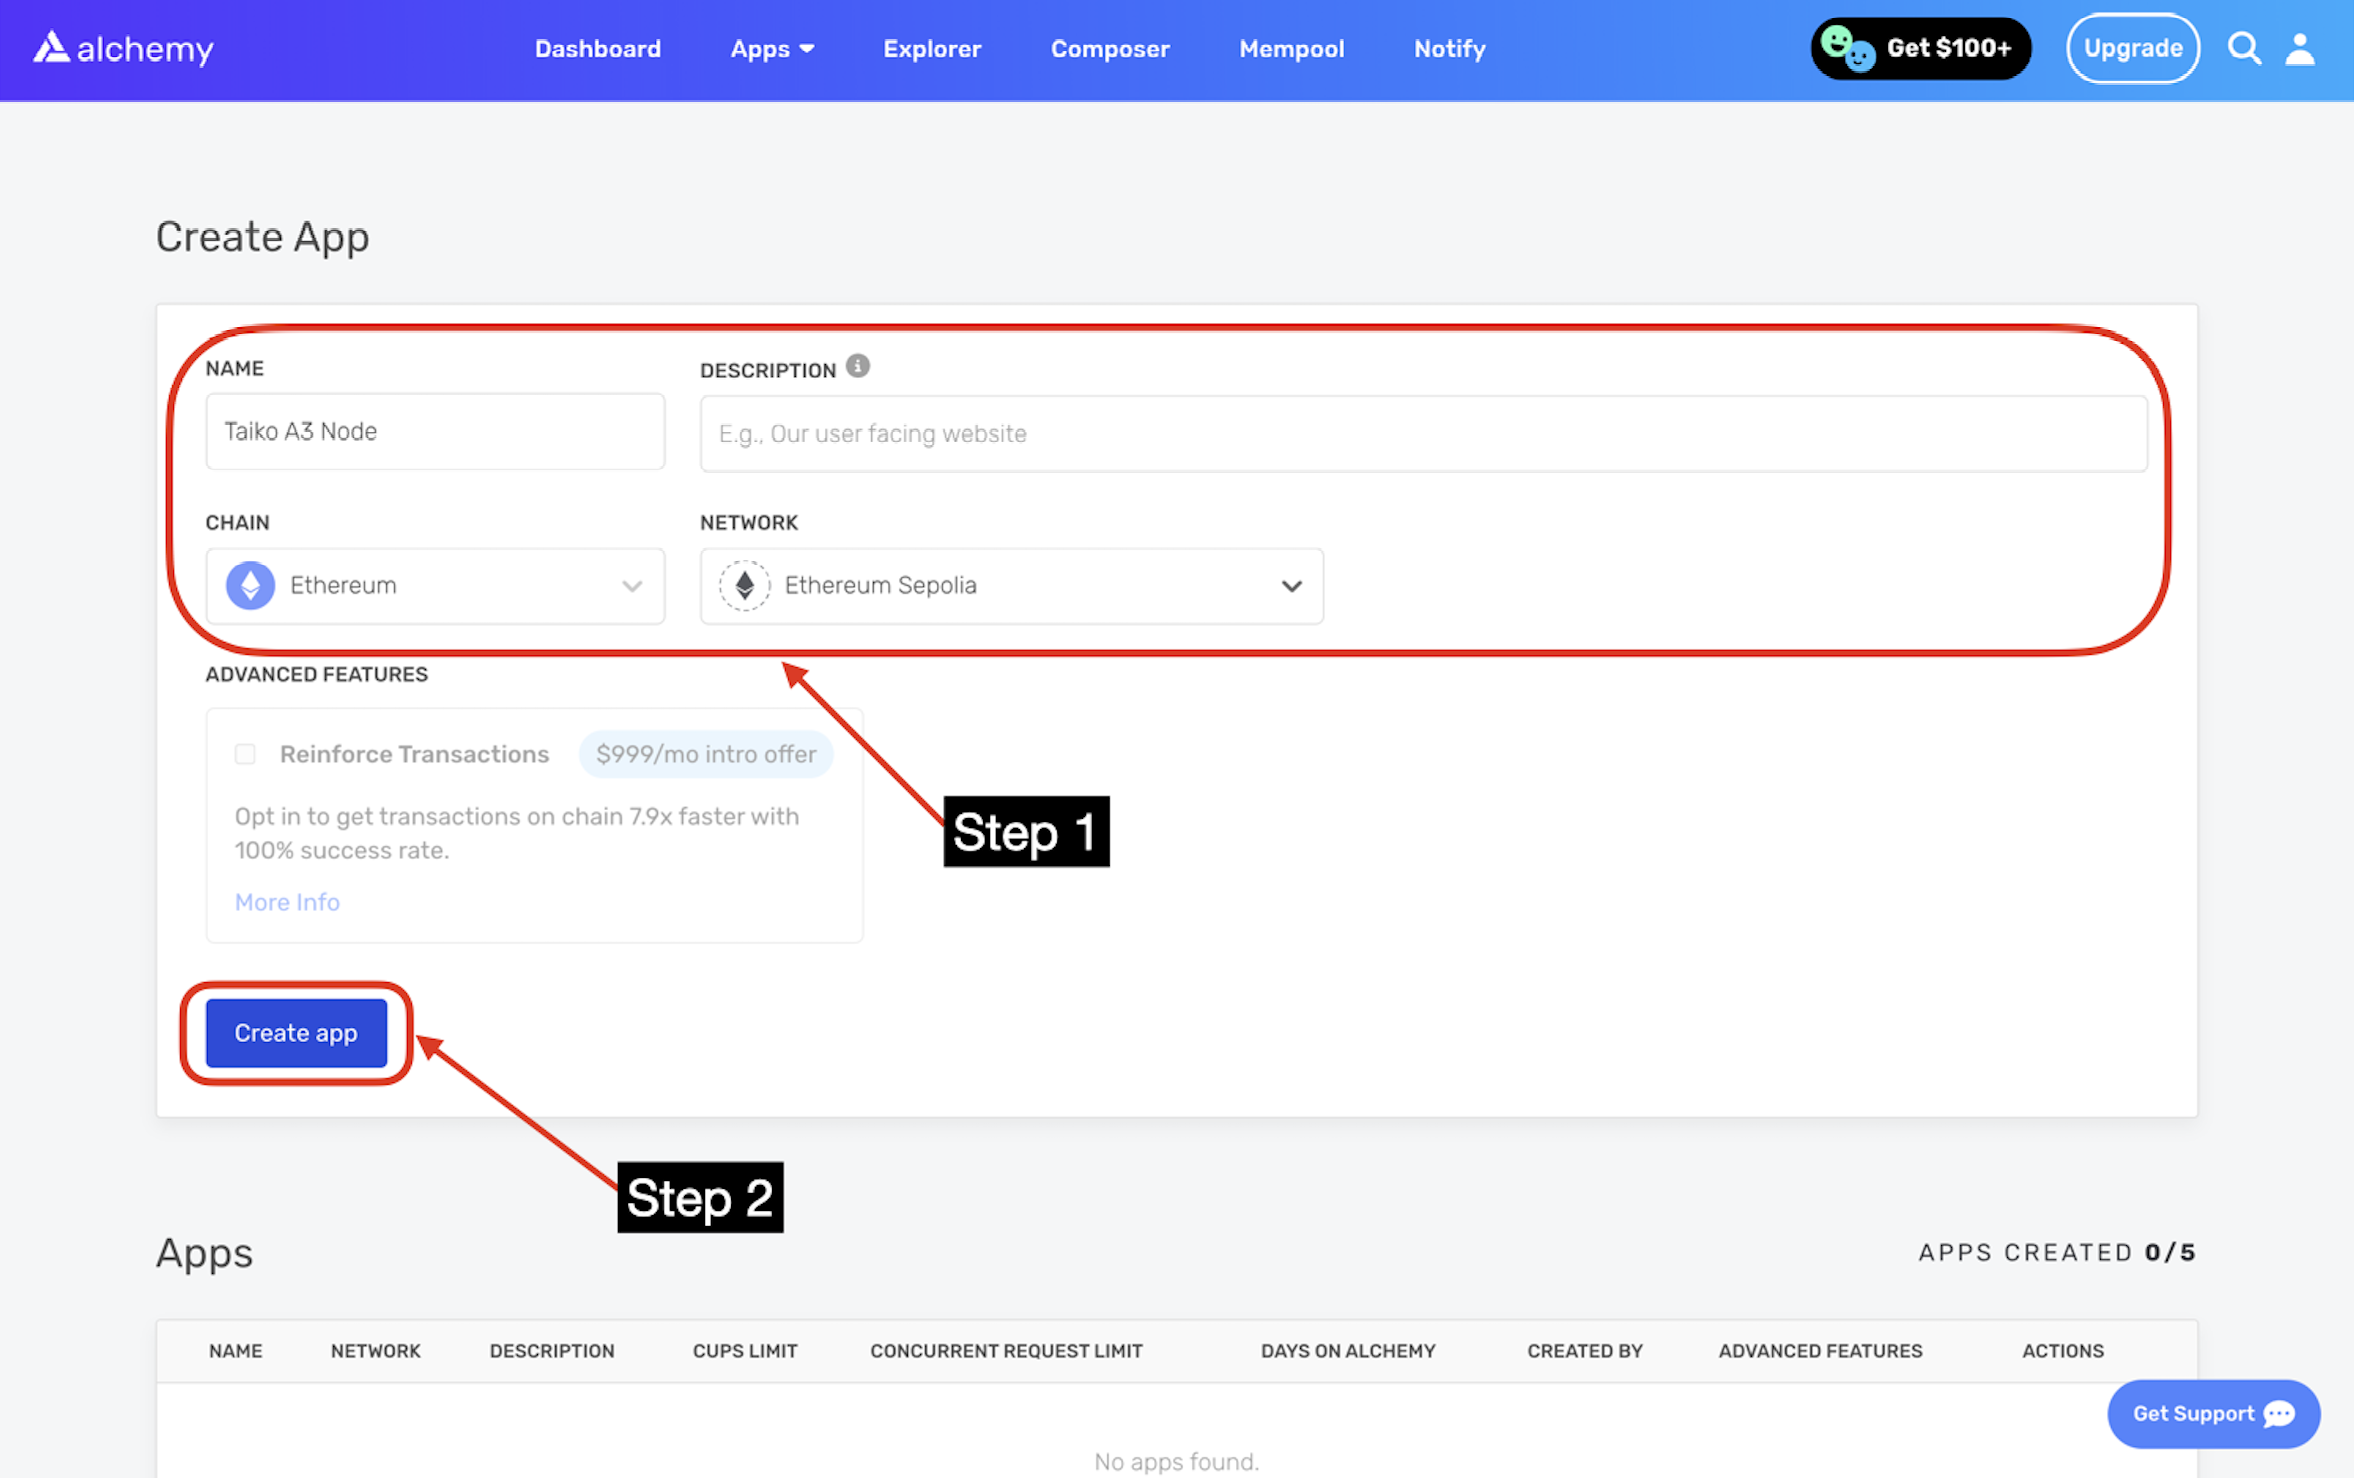 alchemy
Dashboard Apps Explorer Composer Mempool Notify Get $100+ Upgrade
Create App
NAME DESCRIPTION
Taiko A3 Node E.g., Our user facing website
CHAIN NETWORK
Ethereum Ethereum Sepolia
ADVANCED FEATURES
Reinforce Transactions $999/mo intro offer
Opt in to get transactions on chain 7.9x faster with
100% success rate.
More Info
Step 1
Create app
Step 2
Apps APPS CREATED 0/5
NAME NETWORK DESCRIPTION CUPS LIMIT CONCURRENT REQUEST LIMIT DAYS ON ALCHEMY CREATED BY ADVANCED FEATURES ACTIONS
Get Support
No apps found.